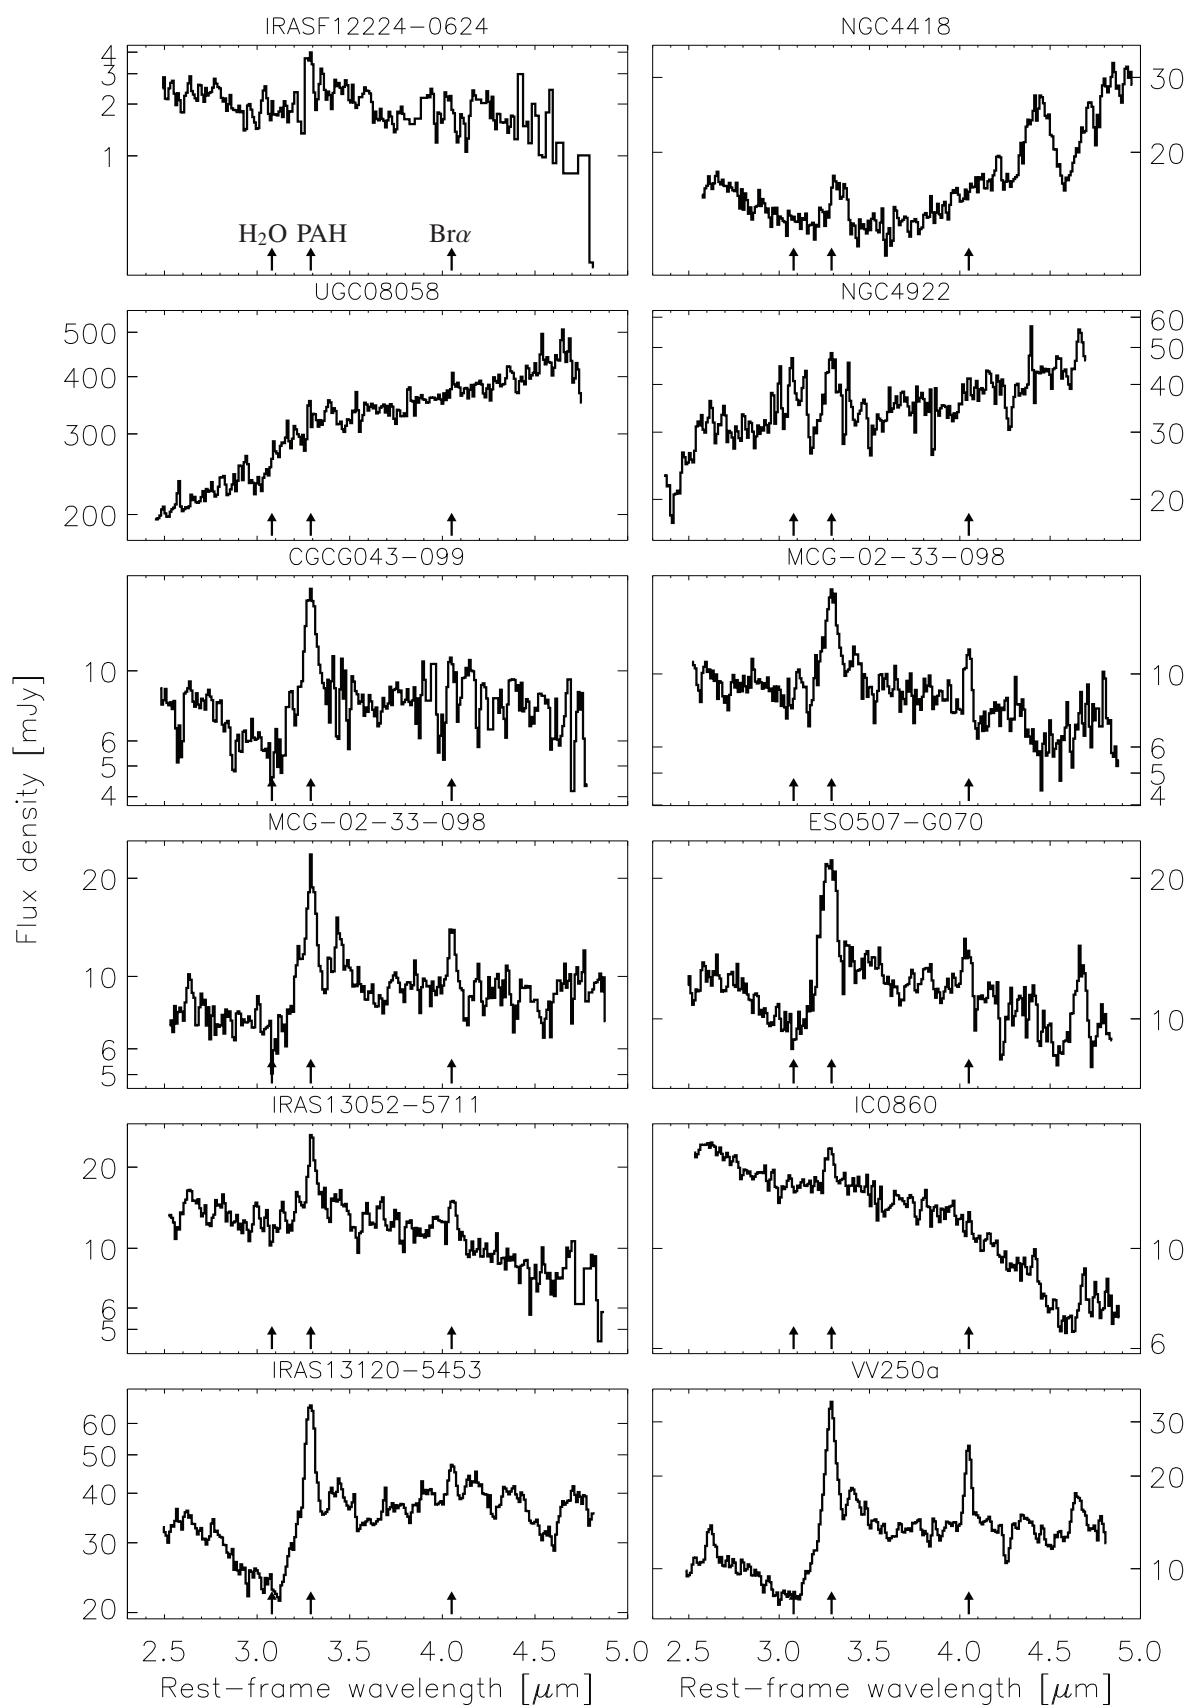 IRASF12224−0624
NGC4418
4
3
2
1
30
20
H₂O PAH Brα
UGC08058
NGC4922
500
400
300
200
60
50
40
30
20
CGCG043−099
MCG−02−33−098
10
6
5
4
10
6
5
4
MCG−02−33−098
ESO507−G070
20
10
6
5
20
10
IRAS13052−5711
IC0860
20
10
6
5
10
6
IRAS13120−5453
VV250a
60
50
40
30
20
30
20
10
2.5 3.0 3.5 4.0 4.5 5.0
2.5 3.0 3.5 4.0 4.5 5.0
Rest−frame wavelength [μm]
Rest−frame wavelength [μm]
Flux density [mJy]